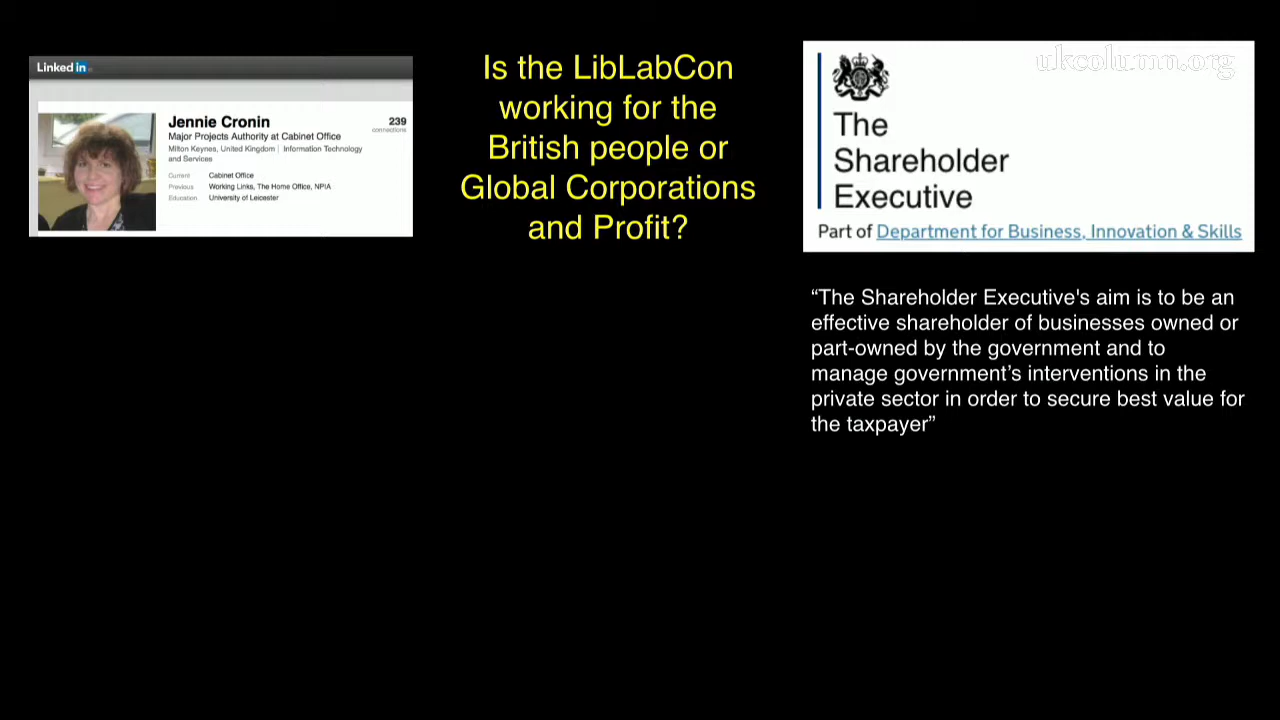 Linked in
Jennie Cronin
239
connections
Major Projects Authority at Cabinet Office
Milton Keynes, United Kingdom | Information Technology
and Services
Current Cabinet Office
Previous Working Links, The Home Office, NPIA
Education University of Leicester
Is the LibLabCon
working for the
British people or
Global Corporations
and Profit?
ukcolumn.org
The
Shareholder
Executive
Part of Department for Business, Innovation & Skills
“The Shareholder Executive's aim is to be an
effective shareholder of businesses owned or
part-owned by the government and to
manage government’s interventions in the
private sector in order to secure best value for
the taxpayer”